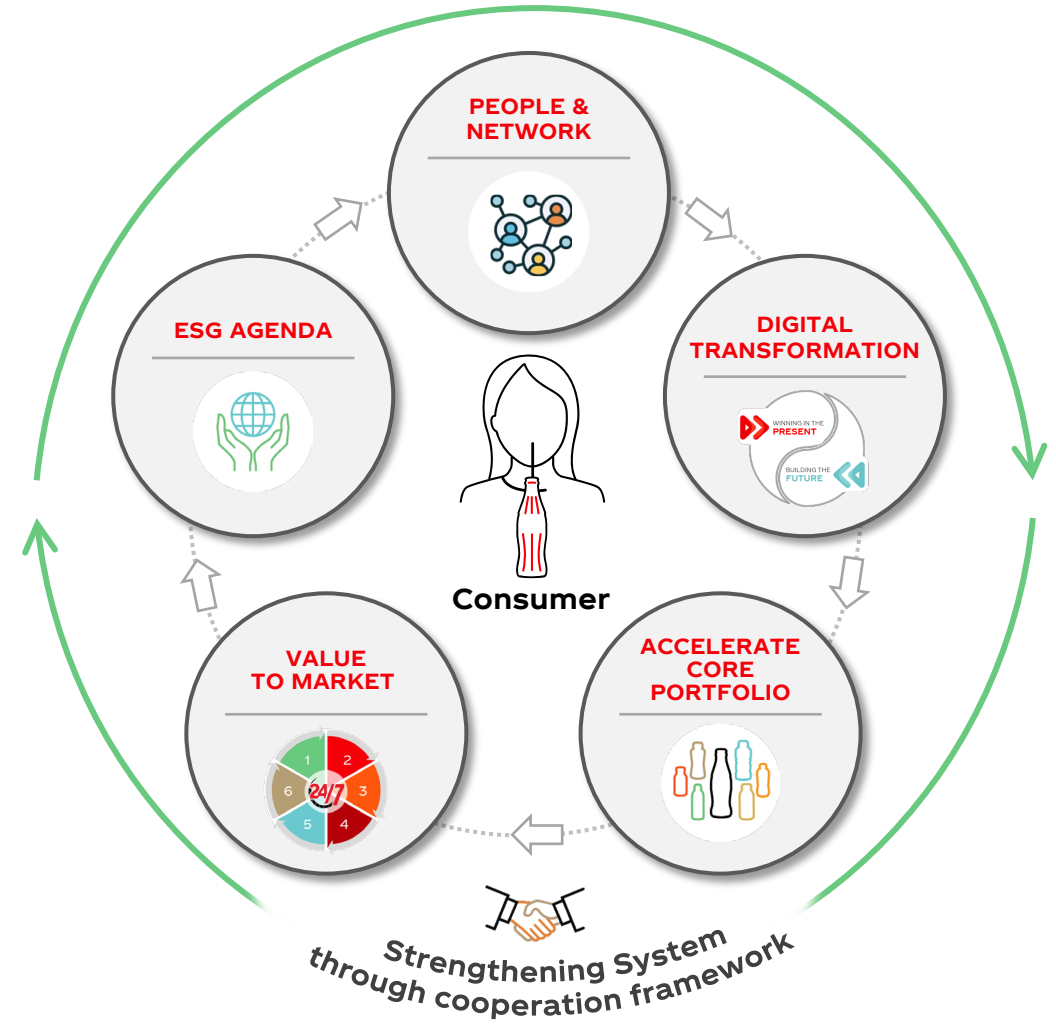 PEOPLE &
NETWORK
ESG AGENDA
DIGITAL
TRANSFORMATION
WINNING IN THE
PRESENT
BUILDING THE
FUTURE
Consumer
VALUE
TO MARKET
1
2
3
4
5
6
24/7
ACCELERATE
CORE
PORTFOLIO
Strengthening System
through cooperation framework